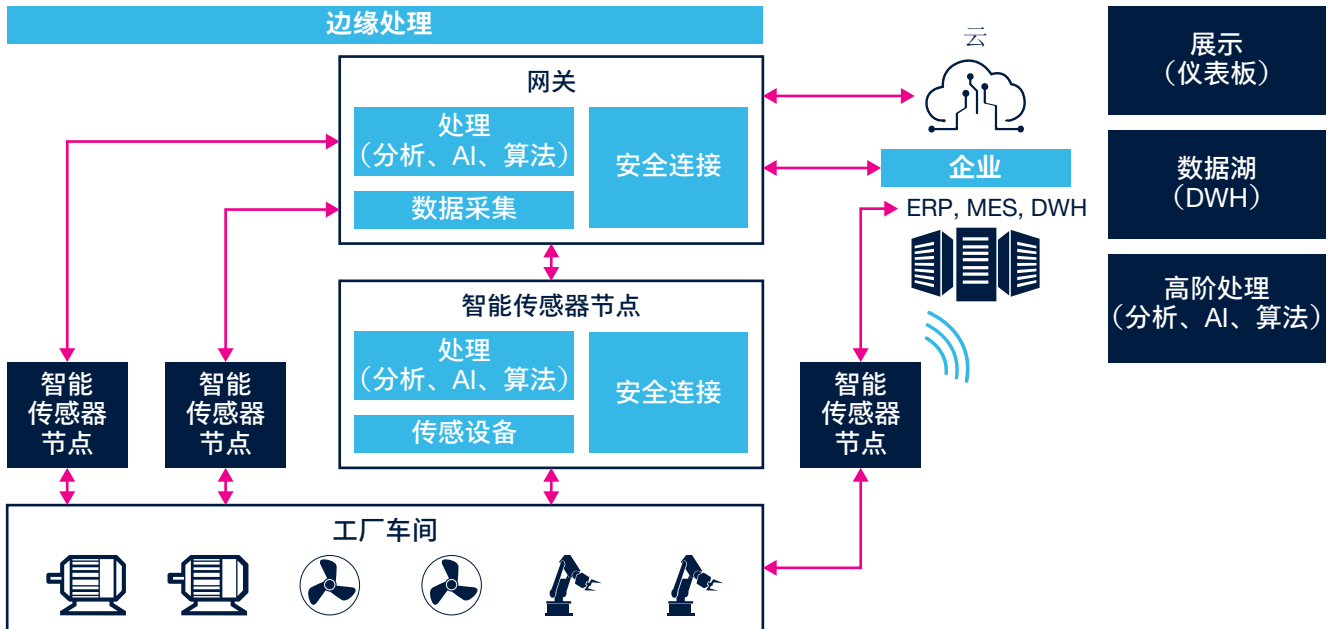 边缘处理
网关
处理
（分析、AI、算法）
数据采集
安全连接
云
企业
ERP, MES, DWH
展示
（仪表板）
数据湖
（DWH）
高阶处理
（分析、AI、算法）
智能传感器节点
处理
（分析、AI、算法）
传感设备
安全连接
智能
传感器
节点
智能
传感器
节点
智能
传感器
节点
工厂车间